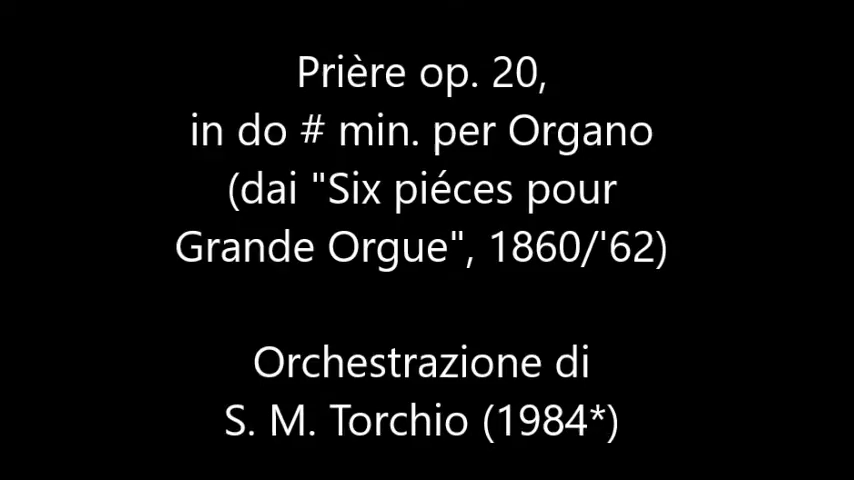 Prière op. 20,
in do # min. per Organo
(dai "Six piéces pour
Grande Orgue", 1860/'62)
Orchestrazione di
S. M. Torchio (1984*)